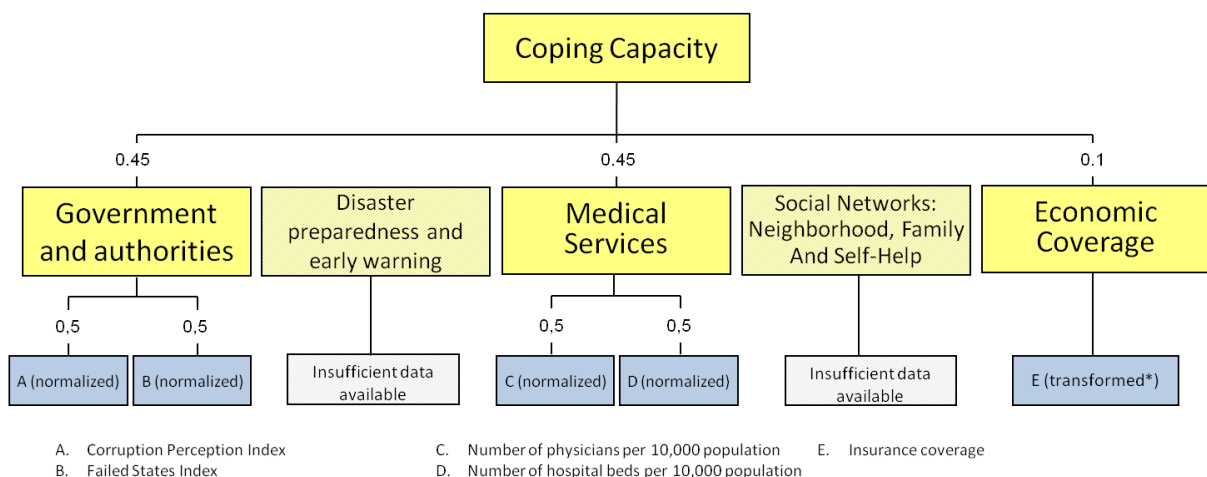 Coping Capacity
0.45
0.45
0.1
Government
and authorities
Disaster
preparedness and
early warning
Medical
Services
Social Networks:
Neighborhood, Family
And Self-Help
Economic
Coverage
0,5
0,5
0,5
0,5
A (normalized)
B (normalized)
Insufficient data
available
C (normalized)
D (normalized)
Insufficient data
available
E (transformed*)
A. Corruption Perception Index
B. Failed States Index
C. Number of physicians per 10,000 population
D. Number of hospital beds per 10,000 population
E. Insurance coverage